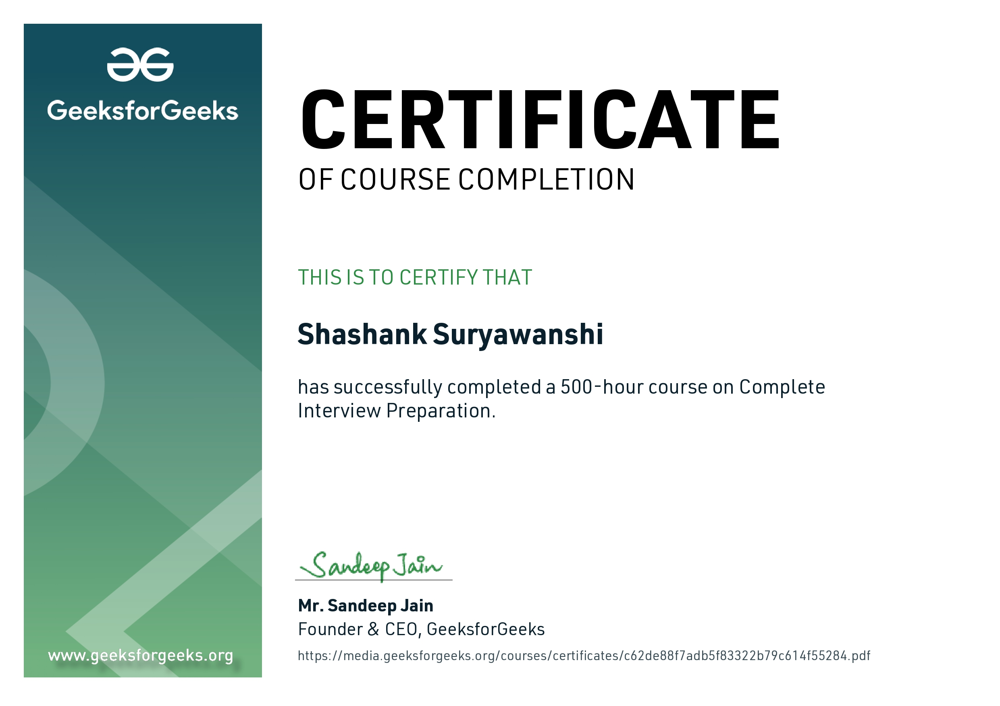 GeeksforGeeks
CERTIFICATE
OF COURSE COMPLETION
THIS IS TO CERTIFY THAT
Shashank Suryawanshi
has successfully completed a 500-hour course on Complete
Interview Preparation.
Sandeep Jain
Mr. Sandeep Jain
Founder & CEO, GeeksforGeeks
https://media.geeksforgeeks.org/courses/certificates/c62de88f7adb5f83322b79c614f55284.pdf
www.geeksforgeeks.org